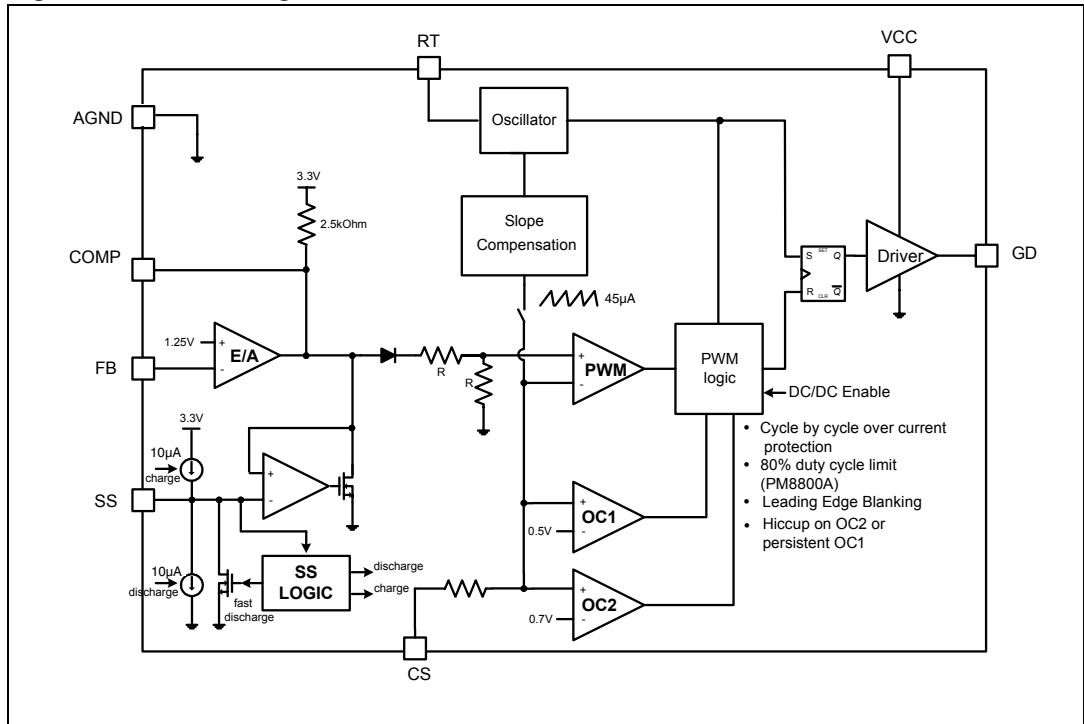 RT
VCC
AGND
Oscillator
3.3V
2.5kOhm
Slope
Compensation
COMP
S SET Q
R CLR Q
Driver
GD
45µA
1.25V
+
E/A
-
FB
R
R
+
PWM
-
PWM
logic
DC/DC Enable
3.3V
10µA
charge
SS
+
-
• Cycle by cycle over current
protection
• 80% duty cycle limit
(PM8800A)
• Leading Edge Blanking
• Hiccup on OC2 or
persistent OC1
+
OC1
0.5V
-
10µA
discharge
fast
discharge
SS
LOGIC
discharge
charge
+
OC2
0.7V
-
CS